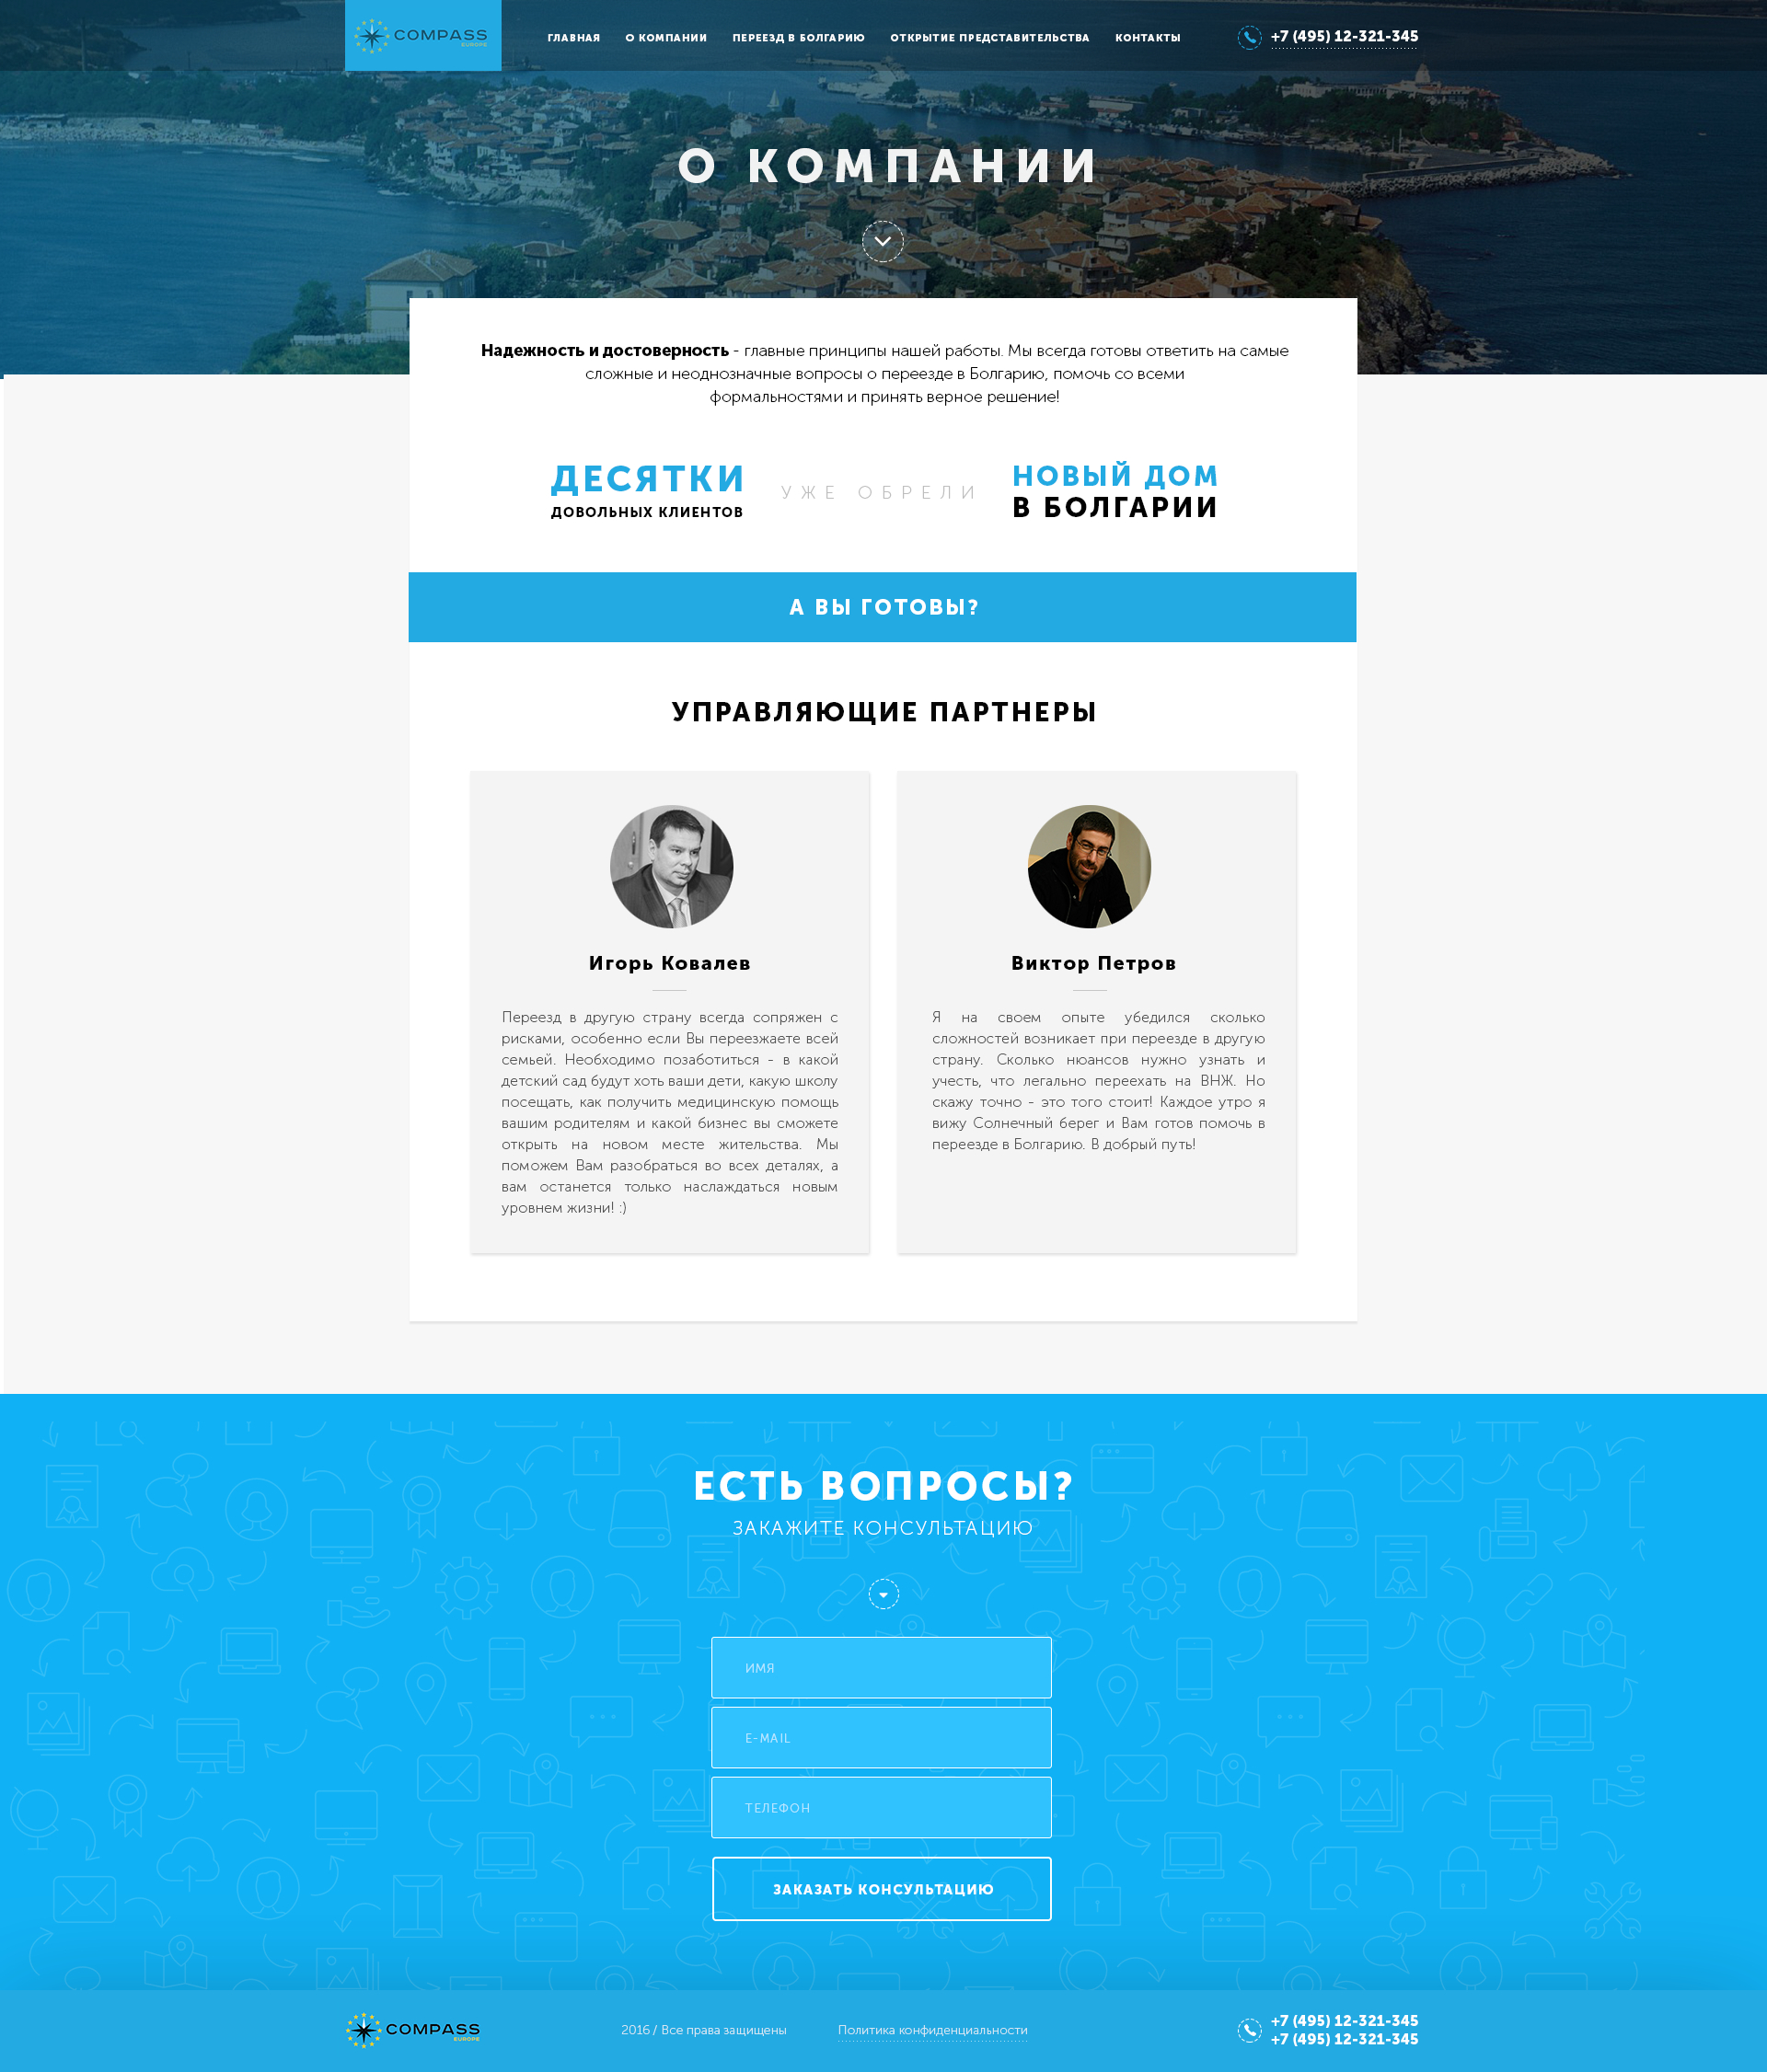 COMPASS
EUROPE
ГЛАВНАЯ
О КОМПАНИИ
ПЕРЕЕЗД В БОЛГАРИЮ
ОТКРЫТИЕ ПРЕДСТАВИТЕЛЬСТВА
КОНТАКТЫ
+7 (495) 12-321-345
О КОМПАНИИ
Надежность и достоверность - главные принципы нашей работы. Мы всегда готовы ответить на самые
сложные и неоднозначные вопросы о переезде в Болгарию, помочь со всеми
формальностями и принять верное решение!
ДЕСЯТКИ
ДОВОЛЬНЫХ КЛИЕНТОВ
УЖЕ ОБРЕЛИ
НОВЫЙ ДОМ
В БОЛГАРИИ
А ВЫ ГОТОВЫ?
УПРАВЛЯЮЩИЕ ПАРТНЕРЫ
Игорь Ковалев
Переезд в другую страну всегда сопряжен с
рисками, особенно если Вы переезжаете всей
семьей. Необходимо позаботиться - в какой
детский сад будут хоть ваши дети, какую школу
посещать, как получить медицинскую помощь
вашим родителям и какой бизнес вы сможете
открыть на новом месте жительства. Мы
поможем Вам разобраться во всех деталях, а
вам останется только наслаждаться новым
уровнем жизни! :)
Виктор Петров
Я на своем опыте убедился сколько
сложностей возникает при переезде в другую
страну. Сколько нюансов нужно узнать и
учесть, что легально переехать на ВНЖ. Но
скажу точно - это того стоит! Каждое утро я
вижу Солнечный берег и Вам готов помочь в
переезде в Болгарию. В добрый путь!
ЕСТЬ ВОПРОСЫ?
ЗАКАЖИТЕ КОНСУЛЬТАЦИЮ
ИМЯ
E-MAIL
ТЕЛЕФОН
ЗАКАЗАТЬ КОНСУЛЬТАЦИЮ
COMPASS
EUROPE
2016 / Все права защищены
Политика конфиденциальности
+7 (495) 12-321-345
+7 (495) 12-321-345